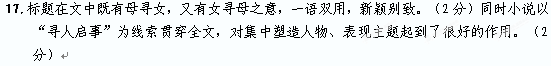 17. 标题在文中既有母寻女，又有女寻母之意，一语双用，新颖别致。（2分）同时小说以
“寻人启事”为线索贯穿全文，对集中塑造人物、表现主题起到了很好的作用。（2
分）↵